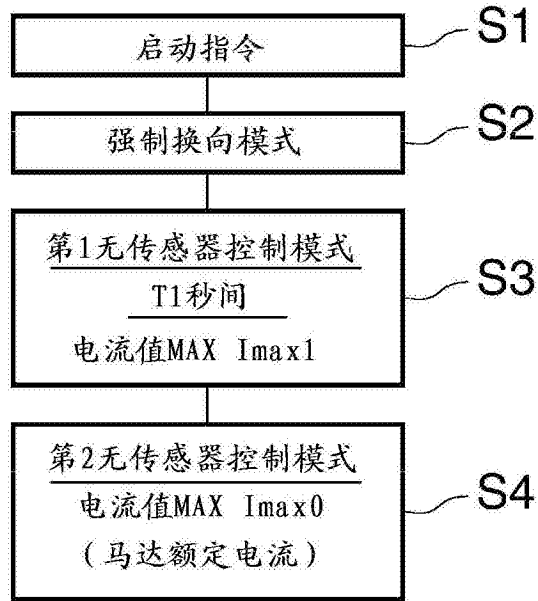 启动指令
S1
强制换向模式
S2
第1无传感器控制模式
T1秒间
电流值MAX Imax1
S3
第2无传感器控制模式
电流值MAX Imax0
(马达额定电流)
S4